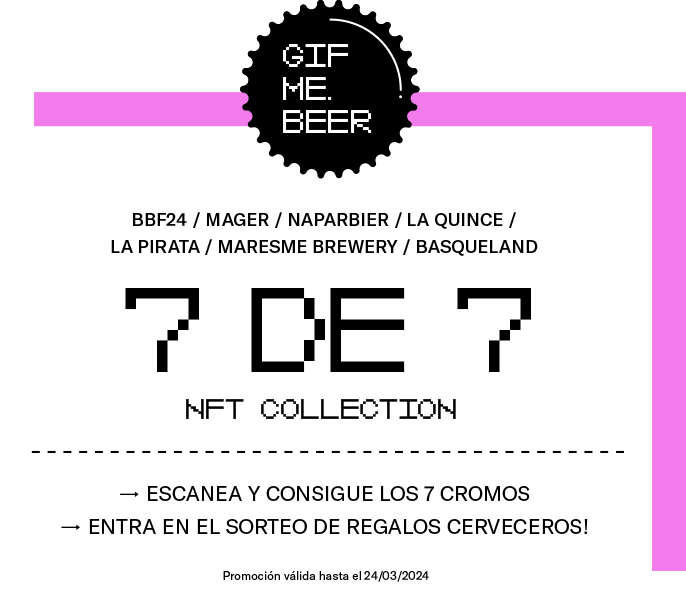 GIF
ME.
BEER
BBF24 / MAGER / NAPARBIER / LA QUINCE /
LA PIRATA / MARESME BREWERY / BASQUELAND
7 DE 7
NFT COLLECTION
→ ESCANEA Y CONSIGUE LOS 7 CROMOS
→ ENTRA EN EL SORTEO DE REGALOS CERVECEROS!
Promoción válida hasta el 24/03/2024